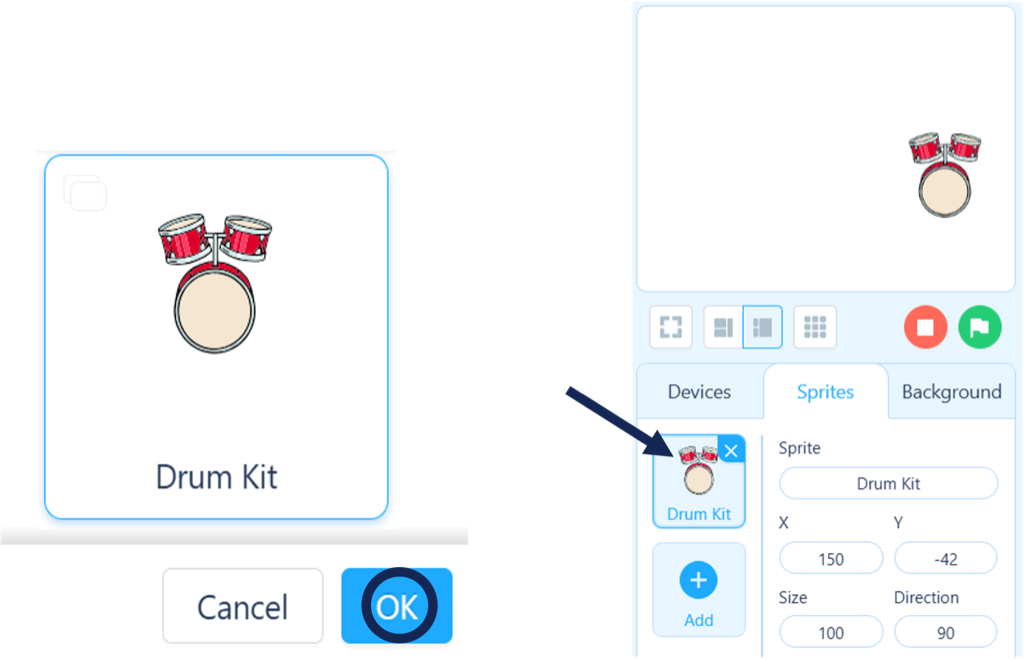 Drum Kit
Cancel
OK
Devices
Sprites
Background
Drum Kit
Add
Sprite
Drum Kit
X
Y
150
-42
Size
Direction
100
90